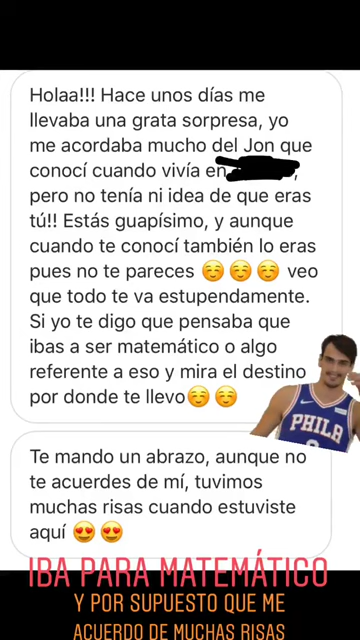 Holaa!!! Hace unos días me
llevaba una grata sorpresa, yo
me acordaba mucho del Jon que
conocí cuando vivía en
pero no tenía ni idea de que eras
tú!! Estás guapísimo, y aunque
cuando te conocí también lo eras
pues no te pareces ☺️☺️☺️ veo
que todo te va estupendamente.
Si yo te digo que pensaba que
ibas a ser matemático o algo
referente a eso y mira el destino
por donde te llevo☺️☺️
PHILA
Te mando un abrazo, aunque no
te acuerdes de mí, tuvimos
muchas risas cuando estuviste
aquí 😍😍
IBA PARA MATEMÁTICO
Y POR SUPUESTO QUE ME
ACUERDO DE MUCHAS RISAS